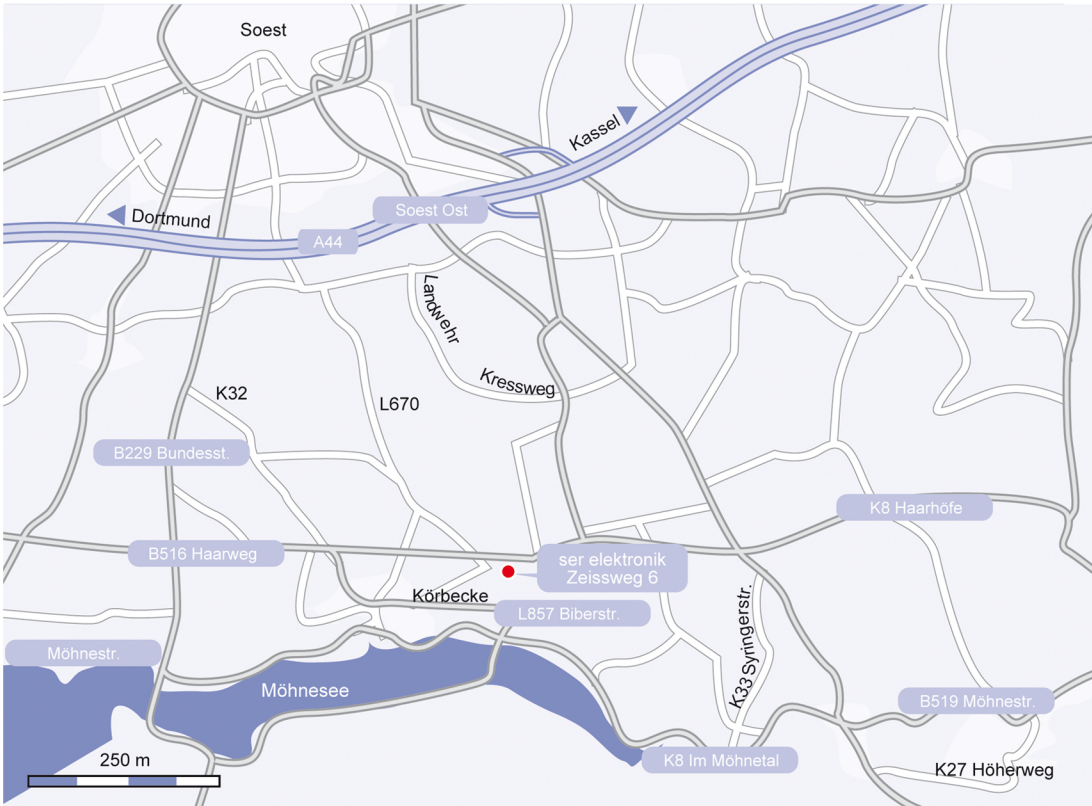 Soest
Kassel
Soest Ost
Dortmund
A44
Landwehr
Kressweg
K32
L670
B229 Bundesst.
K8 Haarhöfe
B516 Haarweg
ser elektronik
Zeissweg 6
Körbecke
L857 Biberstr.
K33 Syringerstr.
Möhnestr.
Möhnesee
B519 Möhnestr.
250 m
K8 Im Möhnetal
K27 Höherweg